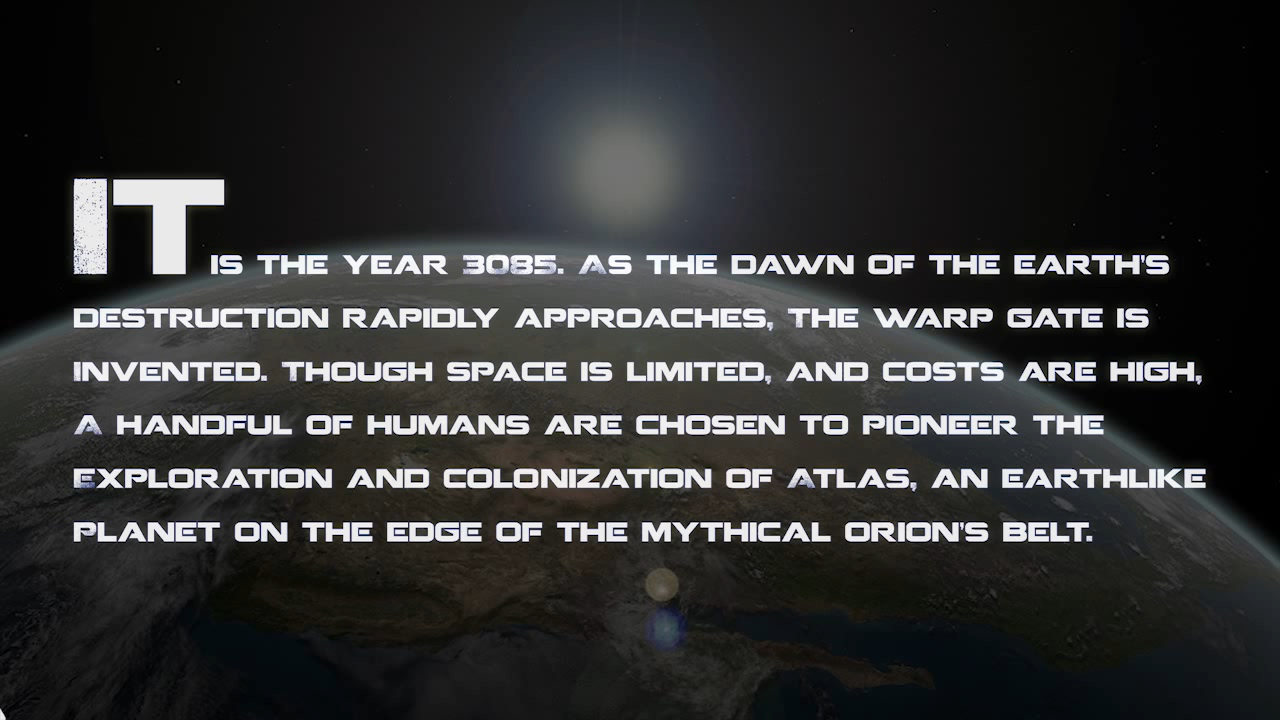 IT IS THE YEAR 3085. AS THE DAWN OF THE EARTH'S
DESTRUCTION RAPIDLY APPROACHES, THE WARP GATE IS
INVENTED. THOUGH SPACE IS LIMITED, AND COSTS ARE HIGH,
A HANDFUL OF HUMANS ARE CHOSEN TO PIONEER THE
EXPLORATION AND COLONIZATION OF ATLAS, AN EARTHLIKE
PLANET ON THE EDGE OF THE MYTHICAL ORION'S BELT.